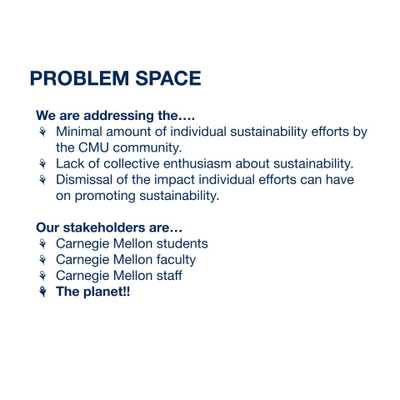 PROBLEM SPACE
We are addressing the….
Minimal amount of individual sustainability efforts by
the CMU community.
Lack of collective enthusiasm about sustainability.
Dismissal of the impact individual efforts can have
on promoting sustainability.
Our stakeholders are…
Carnegie Mellon students
Carnegie Mellon faculty
Carnegie Mellon staff
The planet!!